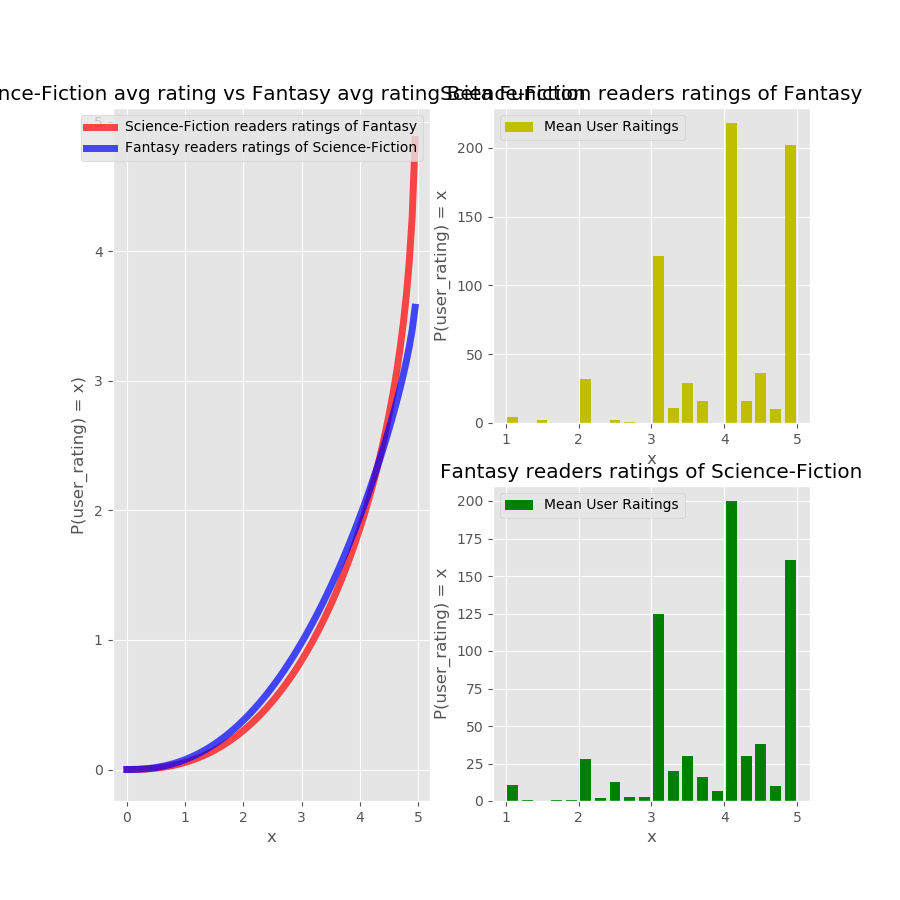 nce-Fiction avg rating vs Fantasy avg rating Beta Function
Science-Fiction readers ratings of Fantasy
Science-Fiction readers ratings of Fantasy
Fantasy readers ratings of Science-Fiction
5
4
3
2
1
0
P(user_rating) = x)
0 1 2 3 4 5
x
Mean User Raitings
200
150
100
50
0
P(user_rating) = x
1 2 3 4 5
x
Fantasy readers ratings of Science-Fiction
Mean User Raitings
200
175
150
125
100
75
50
25
0
P(user_rating) = x
1 2 3 4 5
x